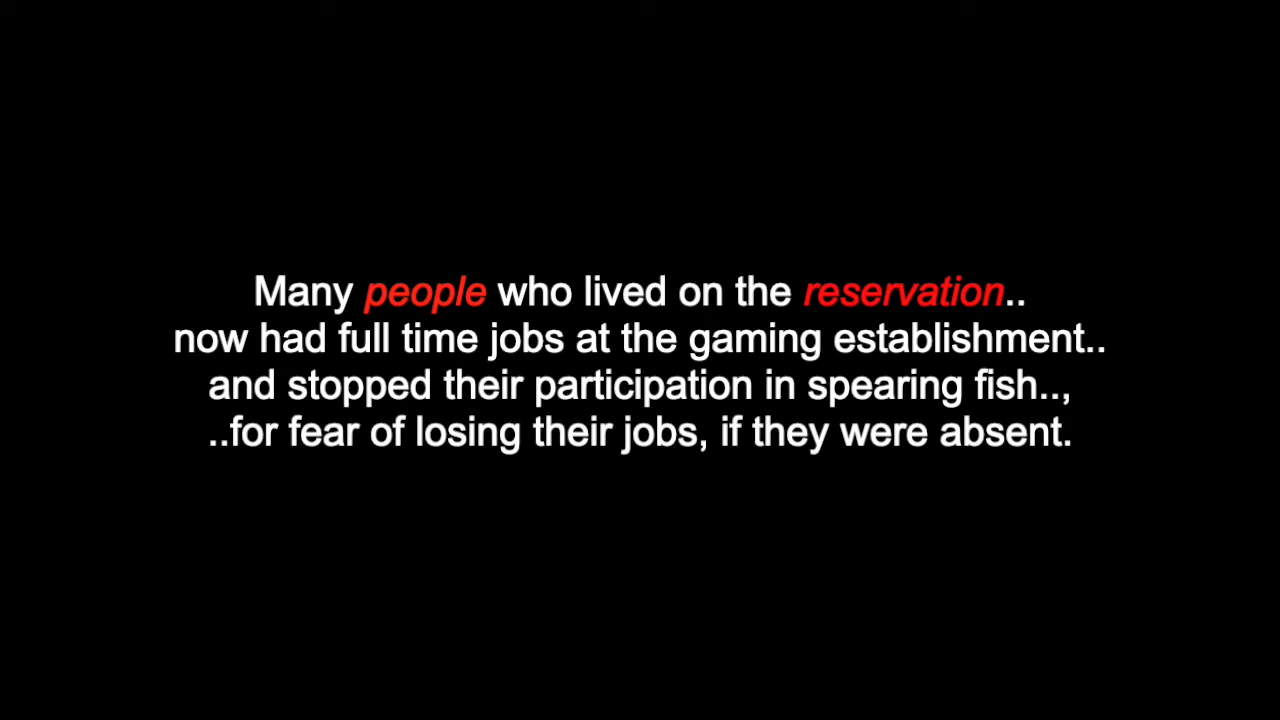 Many people who lived on the reservation..
now had full time jobs at the gaming establishment..
and stopped their participation in spearing fish..,
..for fear of losing their jobs, if they were absent.